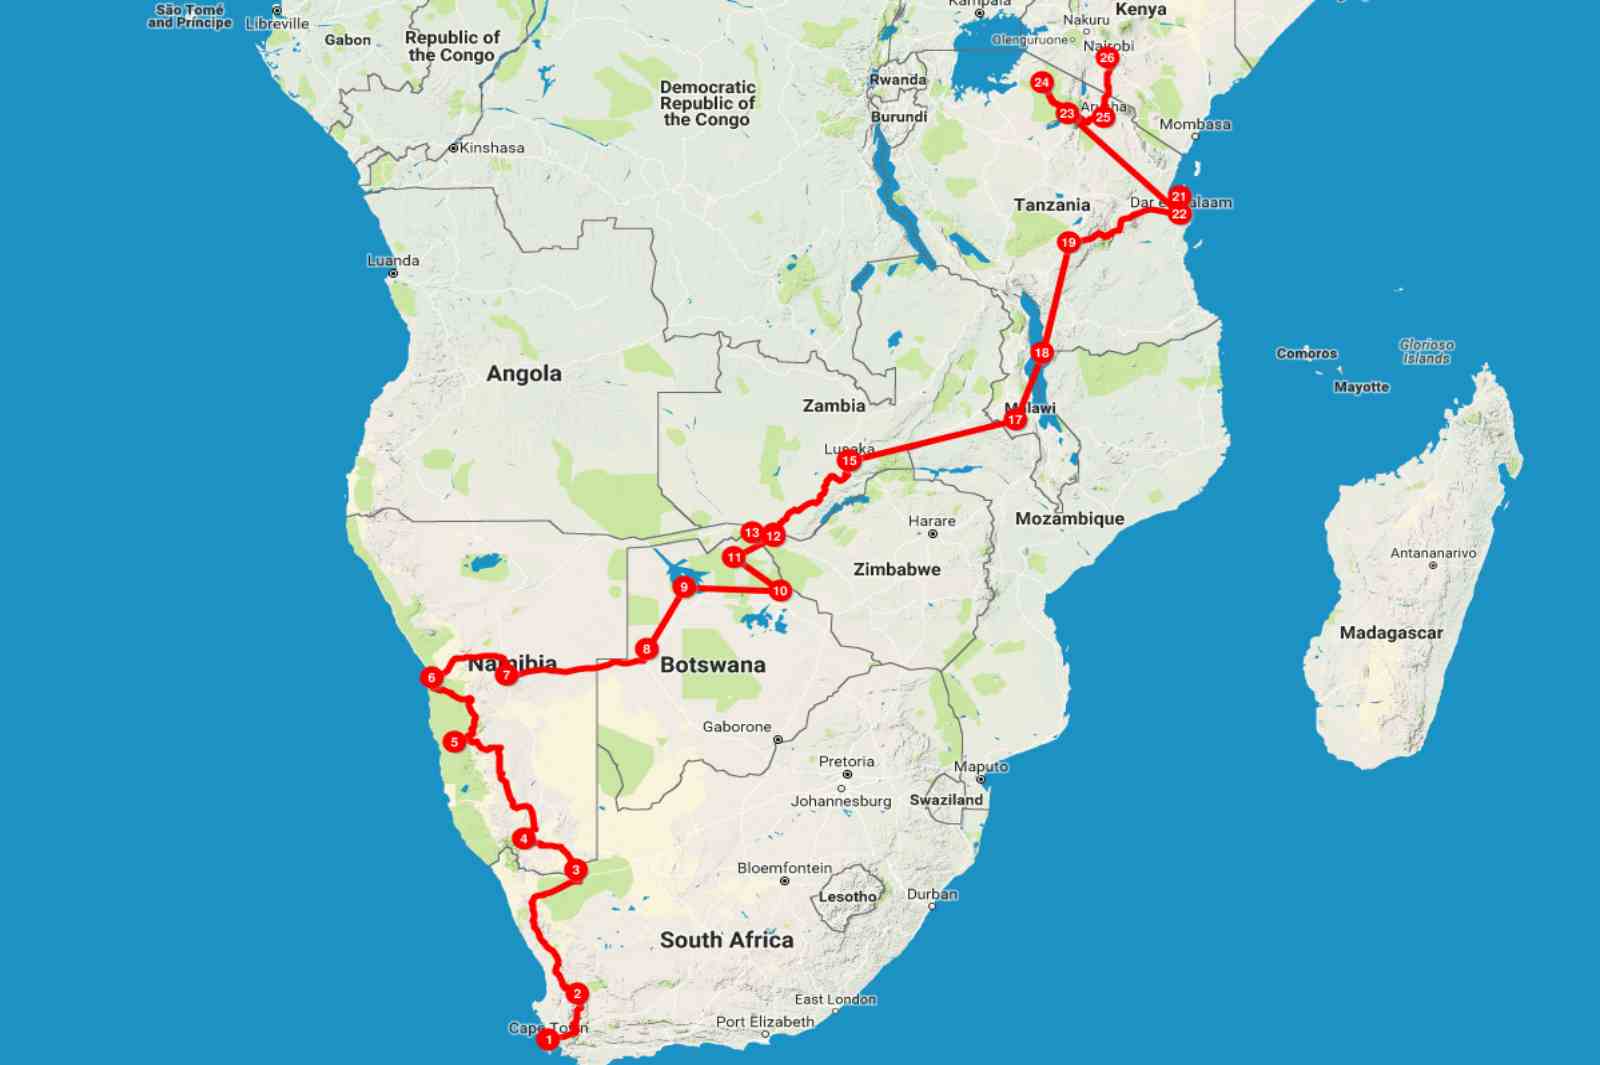 São Tomé
and Príncipe
Libreville
Gabon
Republic of
the Congo
Kampala
Kenya
Nakuru
Olenguruone
Nairobi
26
Rwanda
24
Democratic
Republic of
the Congo
Burundi
23
Arusha
25
Mombasa
Kinshasa
21
Tanzania
Dar es Salaam
22
19
Luanda
18
Comoros
Glorioso
Islands
Angola
Mayotte
Zambia
Malawi
17
Lusaka
15
Harare
Mozambique
13
12
11
Zimbabwe
Antananarivo
9
10
Madagascar
8
Namibia
Botswana
6
7
Gaborone
5
Pretoria
Maputo
Johannesburg
Swaziland
4
3
Bloemfontein
Lesotho
Durban
South Africa
2
East London
Cape Town
Port Elizabeth
1